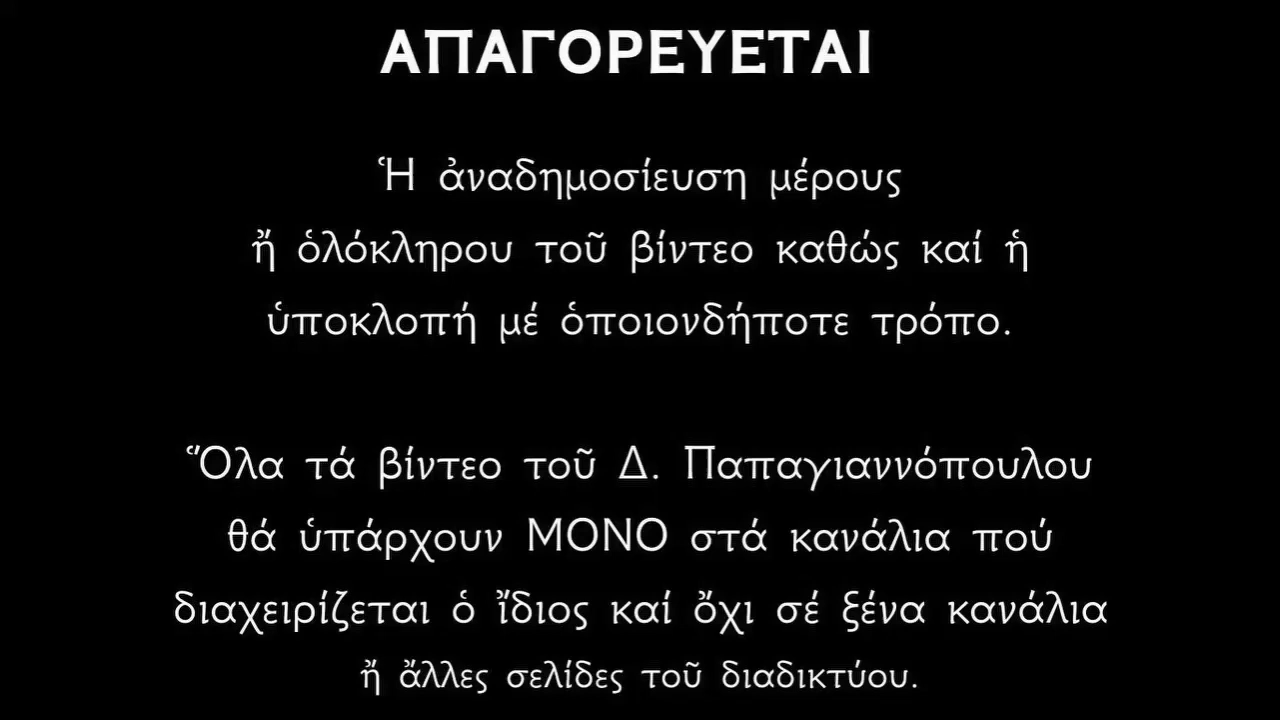 ΑΠΑΓΟΡΕΥΕΤΑΙ
Ἡ ἀναδημοσίευση μέρους
ἤ ὁλόκληρου τοῦ βίντεο καθώς καί ἡ
ὑποκλοπή μέ ὁποιονδήποτε τρόπο.
Ὅλα τά βίντεο τοῦ Δ. Παπαγιαννόπουλου
θά ὑπάρχουν ΜΟΝΟ στά κανάλια πού
διαχειρίζεται ὁ ἴδιος καί ὄχι σέ ξένα κανάλια
ἤ ἄλλες σελίδες τοῦ διαδικτύου.